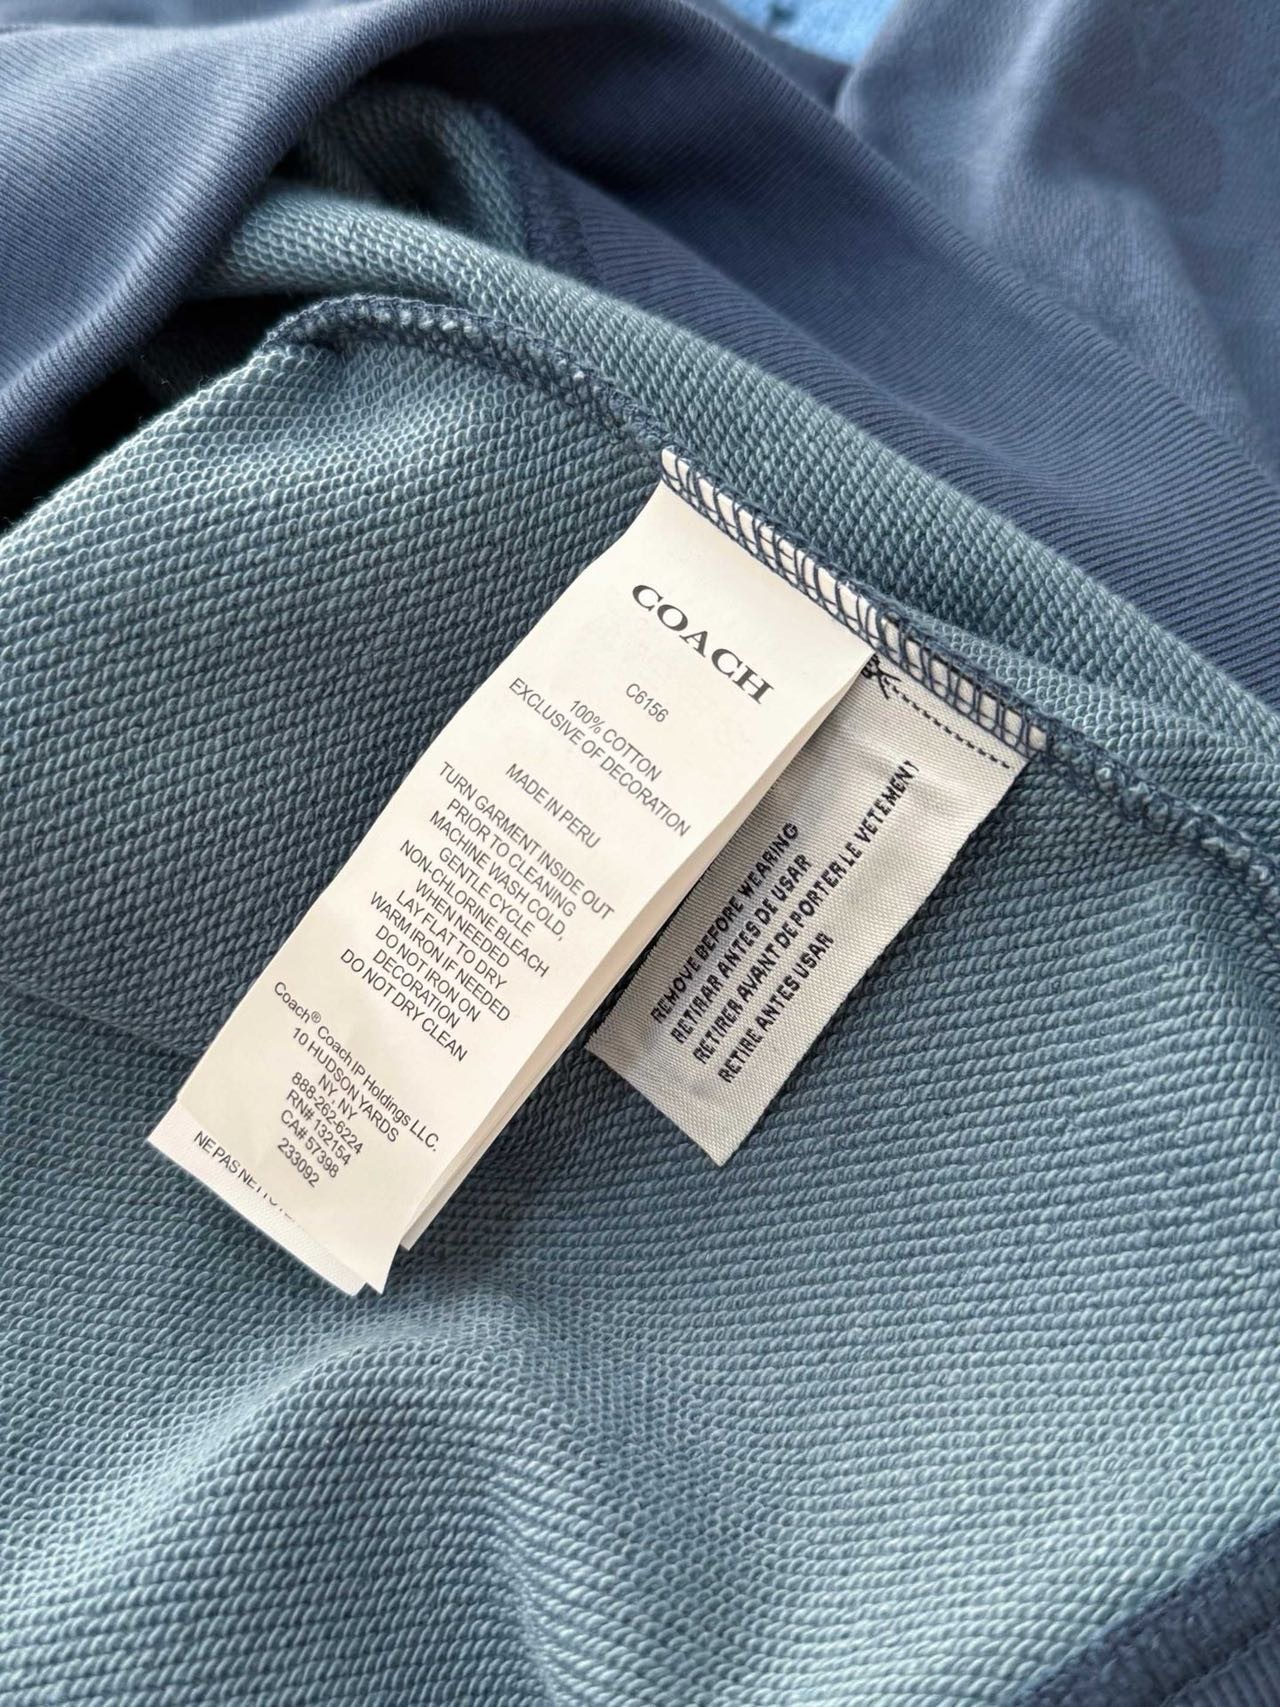 COACH
C6156
100% COTTON
EXCLUSIVE OF DECORATION
MADE IN PERU
TURN GARMENT INSIDE OUT
PRIOR TO CLEANING
MACHINE WASH COLD,
GENTLE CYCLE
NON-CHLORINE BLEACH
WHEN NEEDED
LAY FLAT TO DRY
WARM IRON IF NEEDED
DO NOT IRON ON
DECORATION
DO NOT DRY CLEAN
Coach® Coach IP Holdings LLC.
10 HUDSON YARDS
NY, NY
888-262-6224
RN# 132154
CA# 57398
233092
NE PAS
REMOVE BEFORE WEARING
RETIRAR ANTES DE USAR
RETIRER AVANT DE PORTER LE VETEMENT
RETIRE ANTES USAR